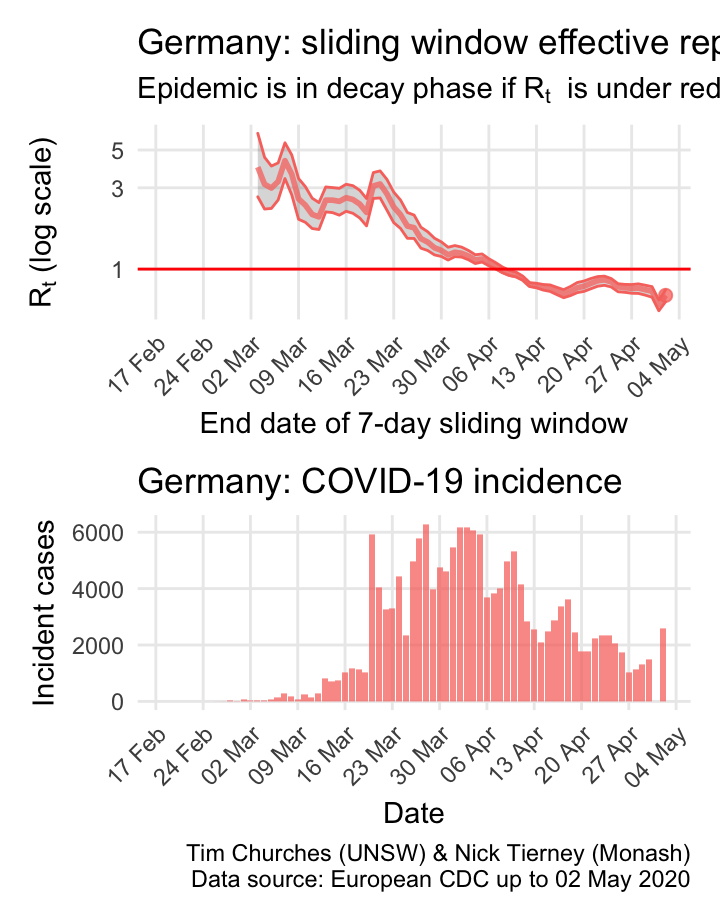 Germany: sliding window effective rep
Epidemic is in decay phase if Rt is under red
Rt (log scale)
5
3
1
17 Feb
24 Feb
02 Mar
09 Mar
16 Mar
23 Mar
30 Mar
06 Apr
13 Apr
20 Apr
27 Apr
04 May
End date of 7-day sliding window
Germany: COVID-19 incidence
Incident cases
6000
4000
2000
0
17 Feb
24 Feb
02 Mar
09 Mar
16 Mar
23 Mar
30 Mar
06 Apr
13 Apr
20 Apr
27 Apr
04 May
Date
Tim Churches (UNSW) & Nick Tierney (Monash)
Data source: European CDC up to 02 May 2020